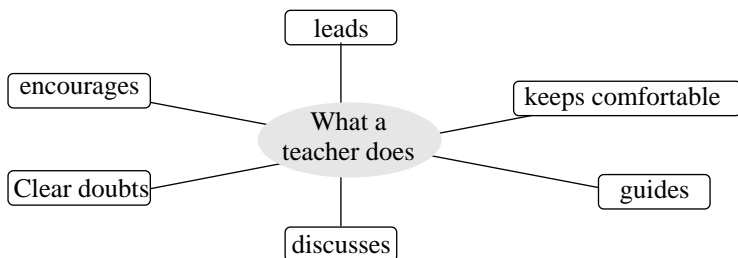 leads
encourages
keeps comfortable
What a
teacher does
Clear doubts
guides
discusses